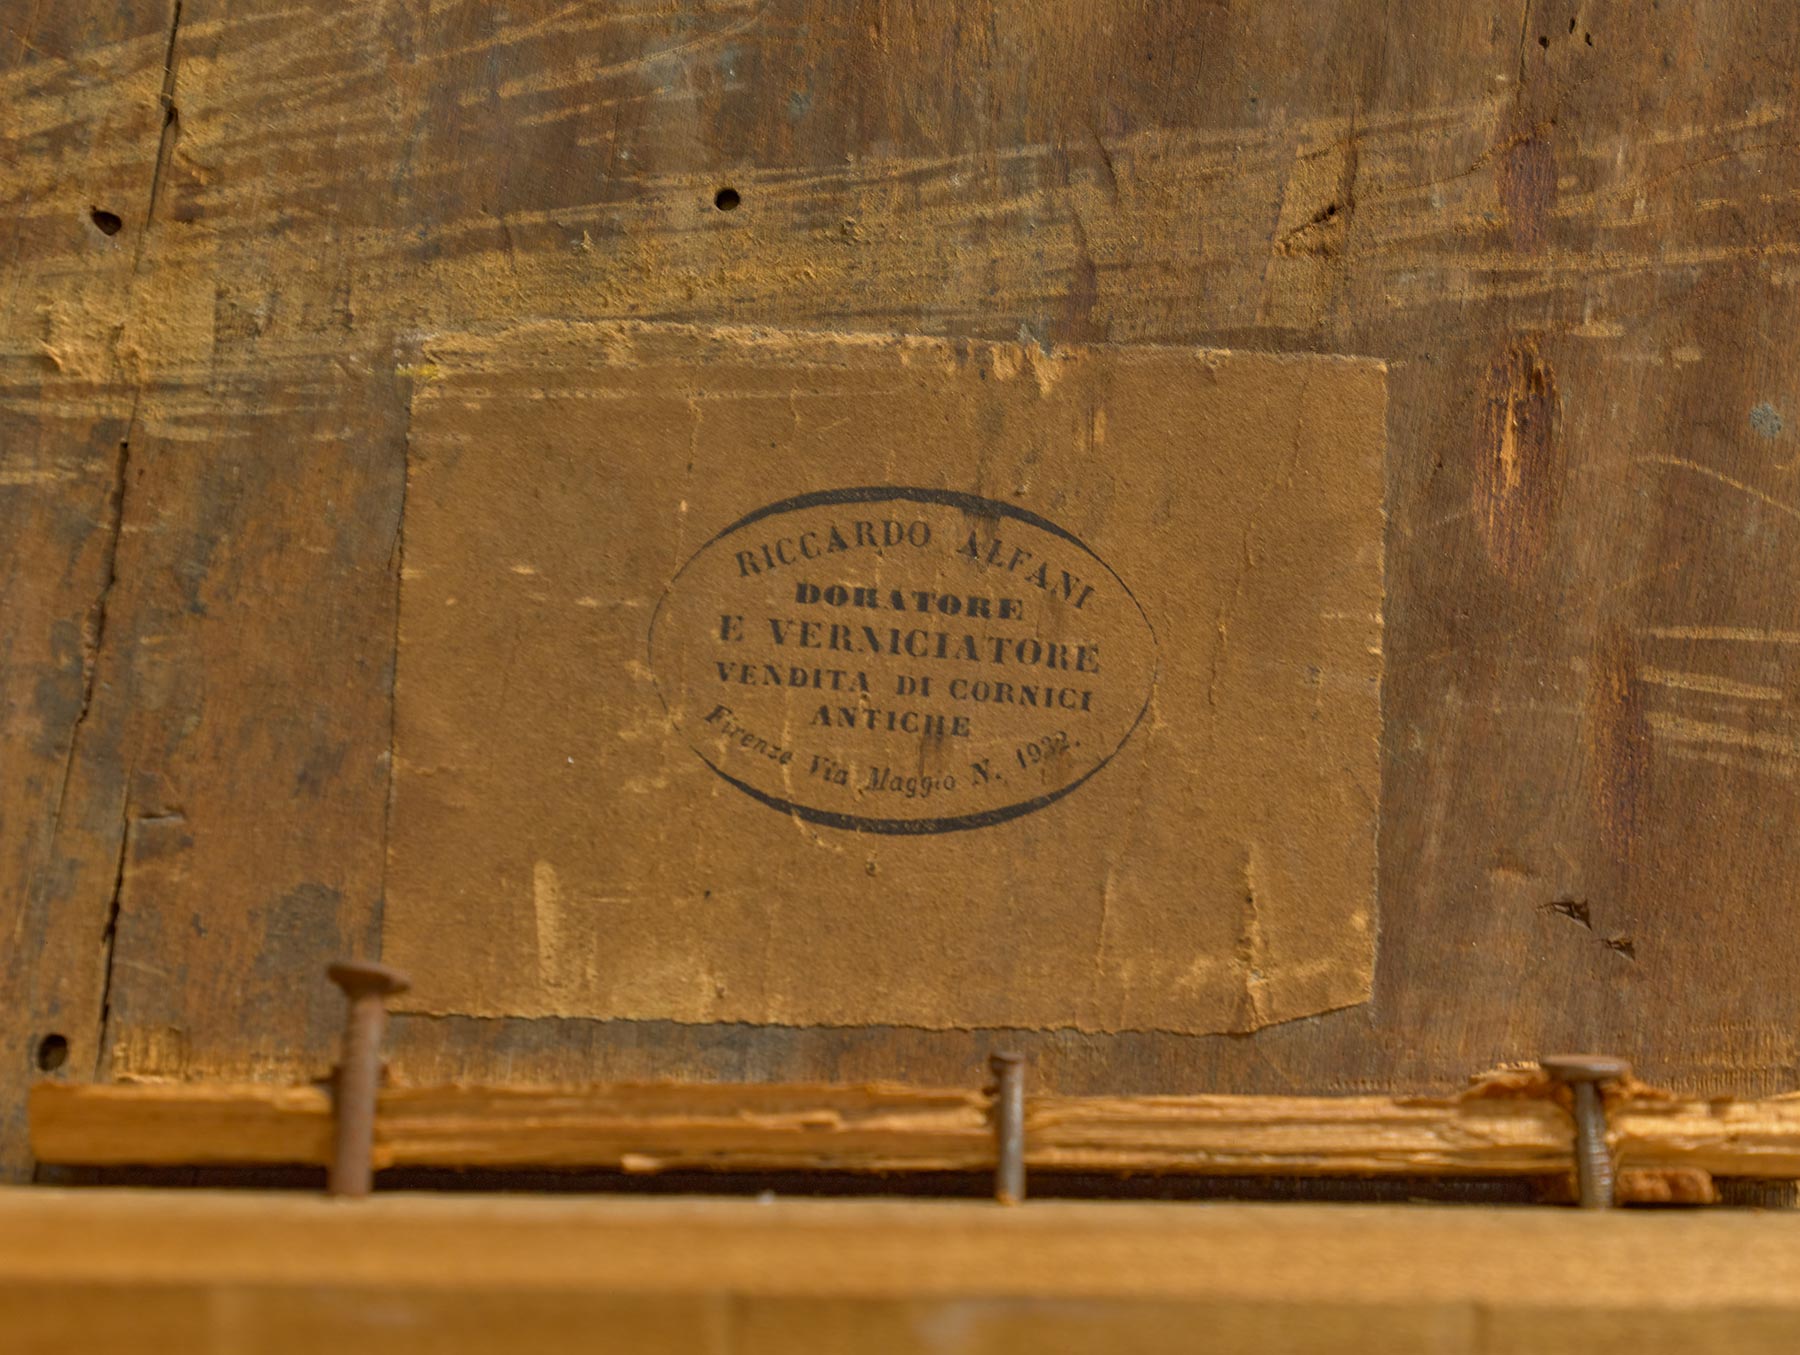 RICCARDO ALFANI
DORATORE
E VERNICIATORE
VENDITA DI CORNICI
ANTICHE
Firenze Via Maggio N. 1932.